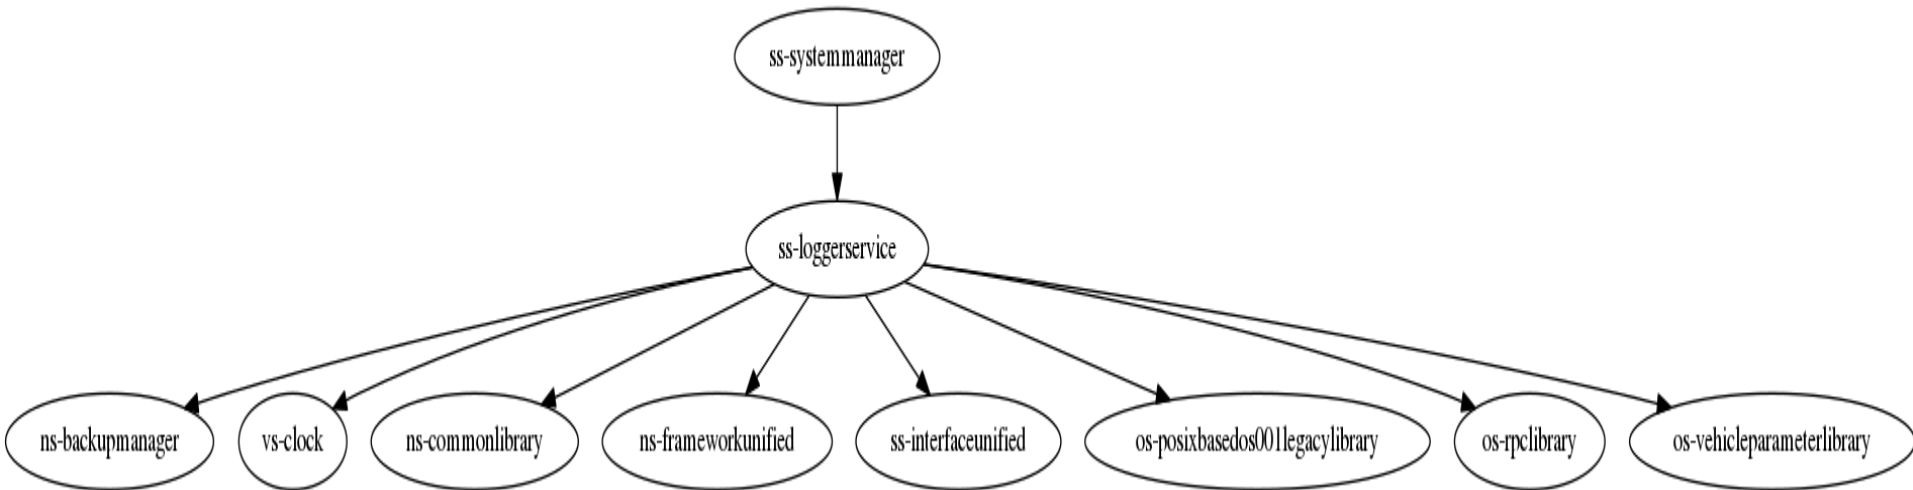 ss-systemmanager
ss-loggerservice
ns-backupmanager
vs-clock
ns-commonlibrary
ns-frameworkunified
ss-interfaceunified
os-posixbasedos001legacylibrary
os-rpclibrary
os-vehicleparameterlibrary